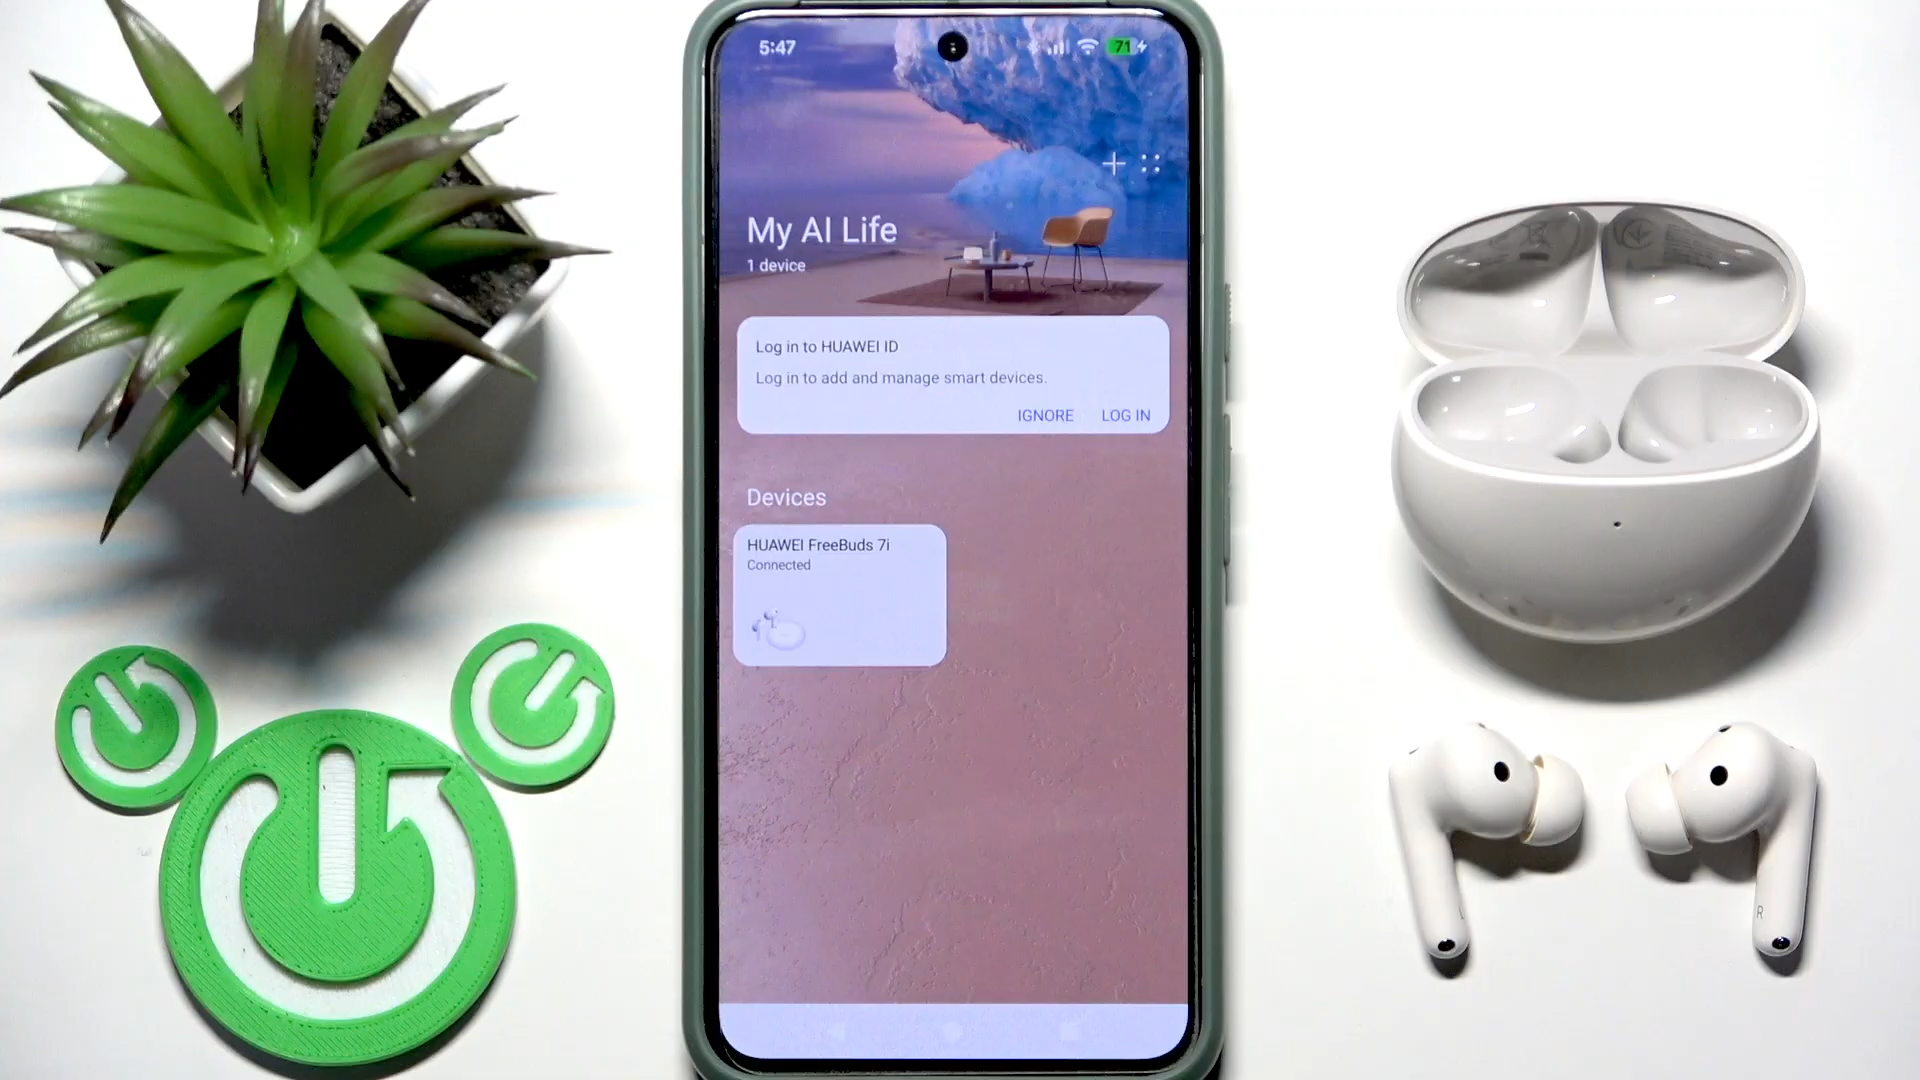 5:47
71
My AI Life
1 device
Log in to HUAWEI ID
Log in to add and manage smart devices.
IGNORE LOG IN
Devices
HUAWEI FreeBuds 7i
Connected
L
R